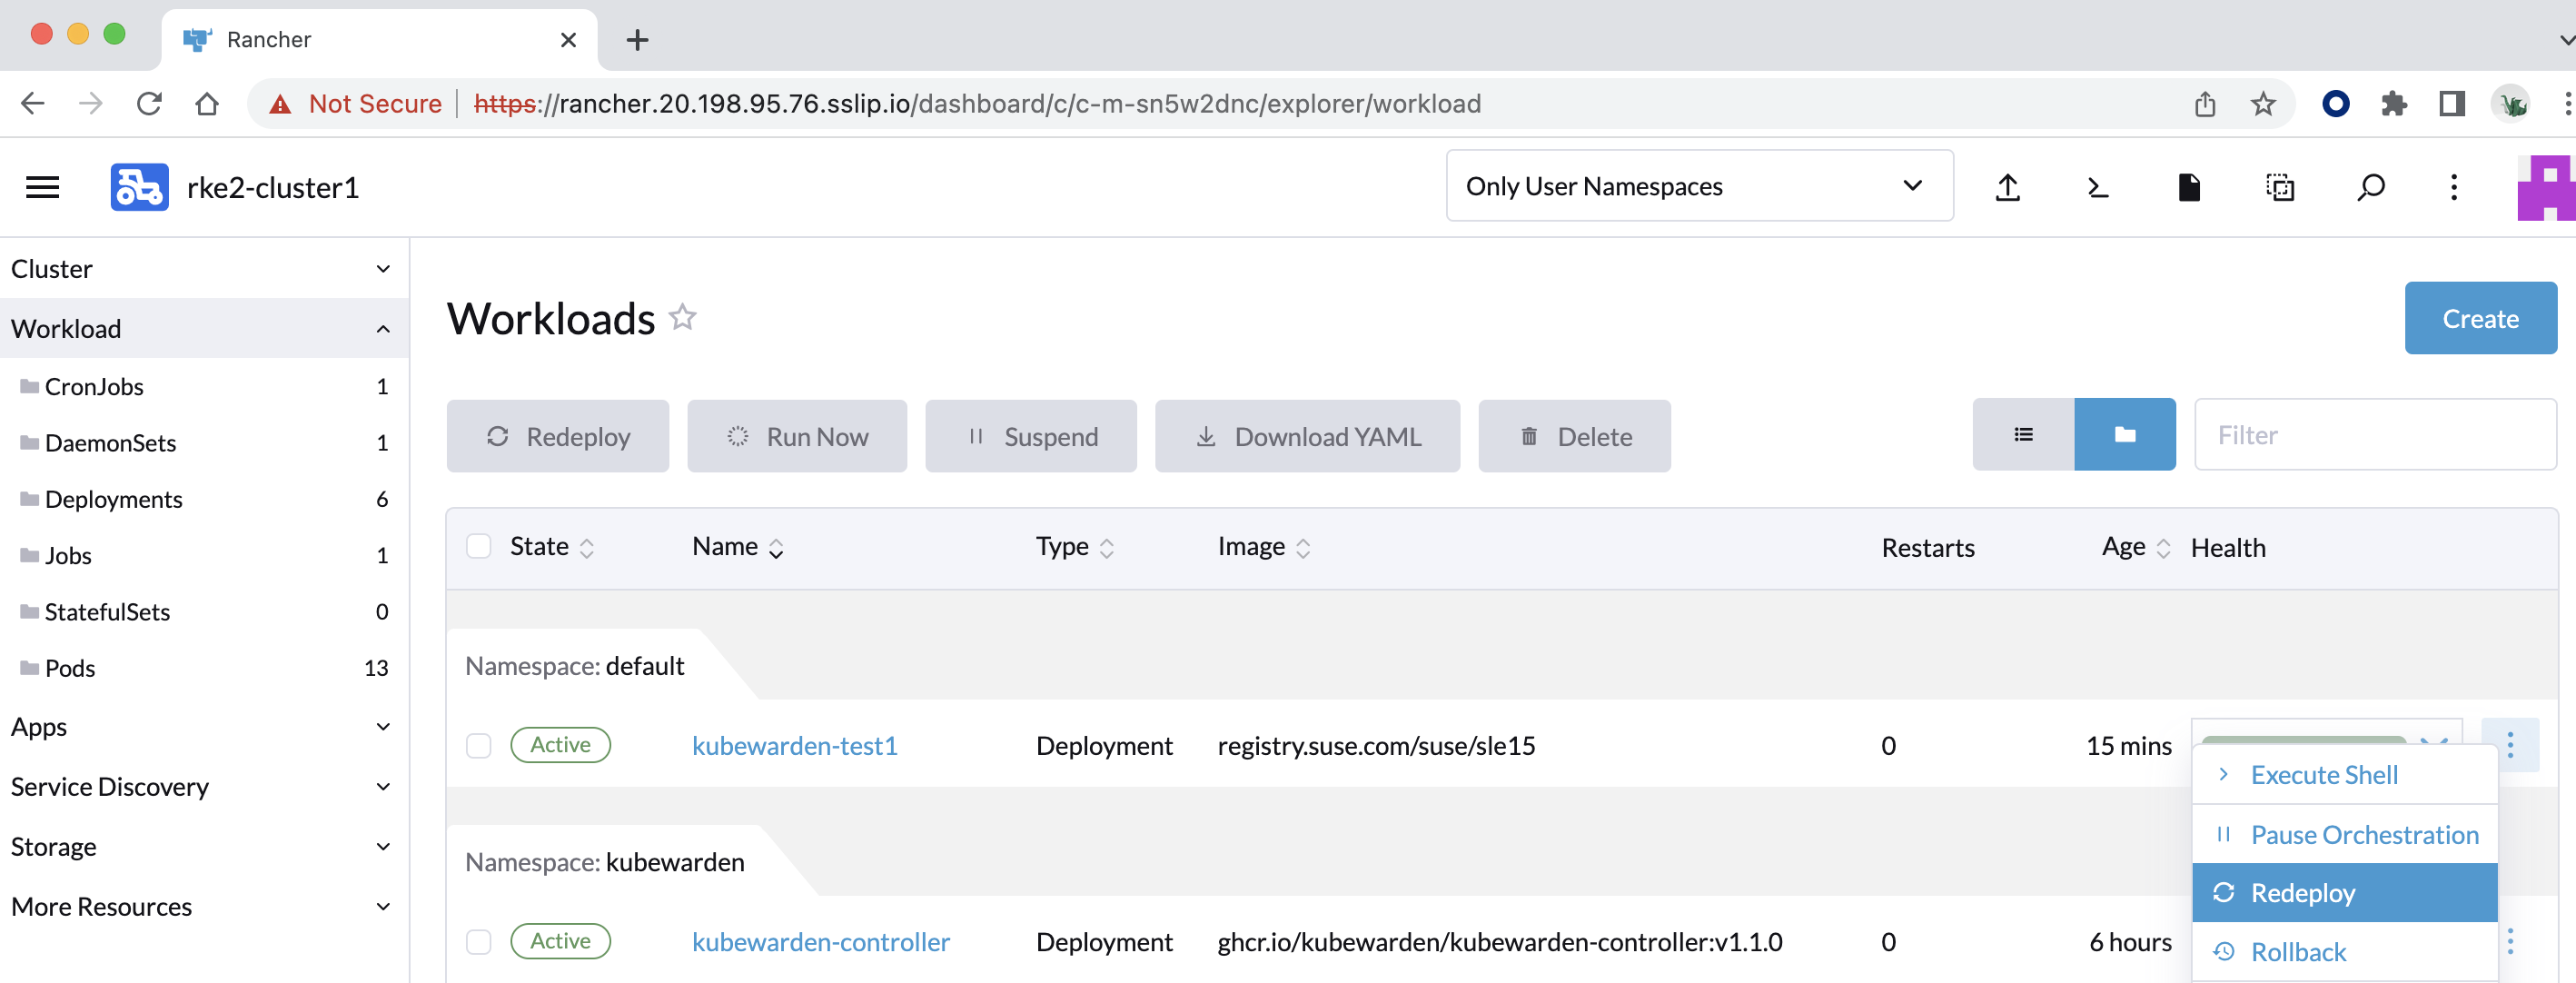 Rancher
Not Secure https://rancher.20.198.95.76.sslip.io/dashboard/c/c-m-sn5w2dnc/explorer/workload
rke2-cluster1
Only User Namespaces
Cluster
Workload
CronJobs 1
DaemonSets 1
Deployments 6
Jobs 1
StatefulSets 0
Pods 13
Apps
Service Discovery
Storage
More Resources
Workloads
Create
Redeploy Run Now Suspend Download YAML Delete Filter
State Name Type Image Restarts Age Health
Namespace: default
Active kubewarden-test1 Deployment registry.suse.com/suse/sle15 0 15 mins
Execute Shell
Pause Orchestration
Redeploy
Rollback
Namespace: kubewarden
Active kubewarden-controller Deployment ghcr.io/kubewarden/kubewarden-controller:v1.1.0 0 6 hours